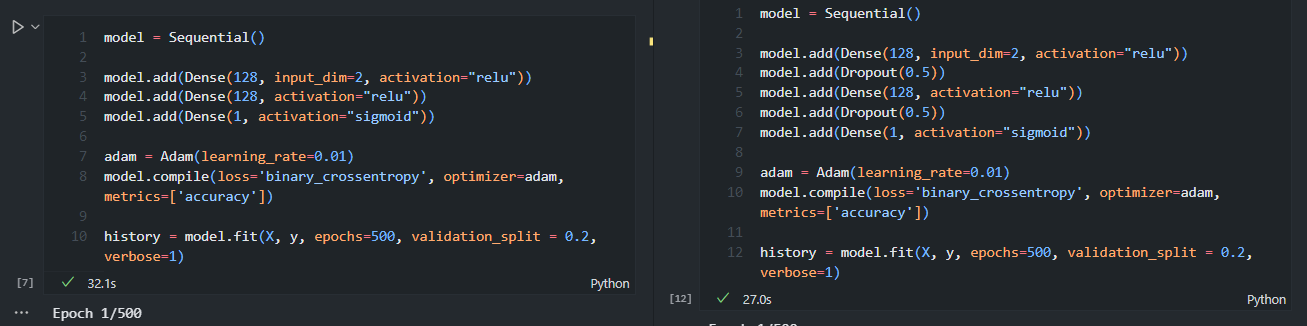 1 model = Sequential()
2
3 model.add(Dense(128, input_dim=2, activation="relu"))
4 model.add(Dense(128, activation="relu"))
5 model.add(Dense(1, activation="sigmoid"))
6
7 adam = Adam(learning_rate=0.01)
8 model.compile(loss='binary_crossentropy', optimizer=adam,
metrics=['accuracy'])
9
10 history = model.fit(X, y, epochs=500, validation_split = 0.2,
verbose=1)
[7] 32.1s Python
Epoch 1/500
1 model = Sequential()
2
3 model.add(Dense(128, input_dim=2, activation="relu"))
4 model.add(Dropout(0.5))
5 model.add(Dense(128, activation="relu"))
6 model.add(Dropout(0.5))
7 model.add(Dense(1, activation="sigmoid"))
8
9 adam = Adam(learning_rate=0.01)
10 model.compile(loss='binary_crossentropy', optimizer=adam,
metrics=['accuracy'])
11
12 history = model.fit(X, y, epochs=500, validation_split = 0.2,
verbose=1)
[12] 27.0s Python